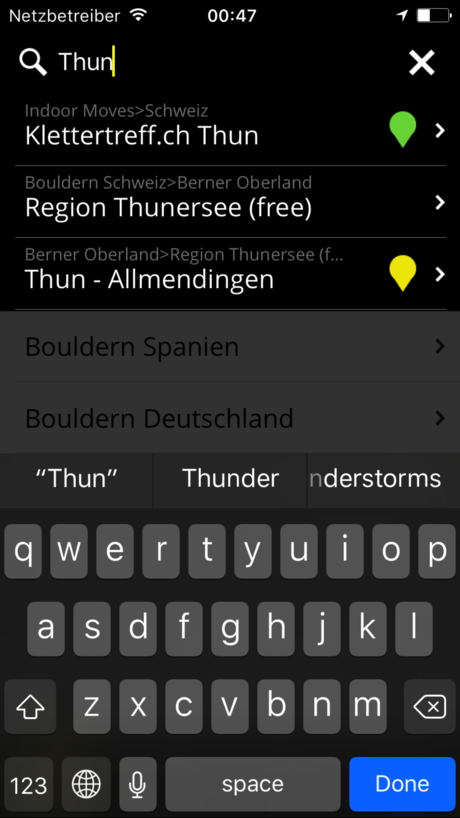 Netzbetreiber 00:47
Thun
Indoor Moves>Schweiz
Klettertreff.ch Thun
Bouldern Schweiz>Berner Oberland
Region Thunersee (free)
Berner Oberland>Region Thunersee (f...
Thun - Allmendingen
Bouldern Spanien
Bouldern Deutschland
“Thun” Thunder nderstorms
q w e r t y u i o p
a s d f g h j k l
z x c v b n m
123 space Done